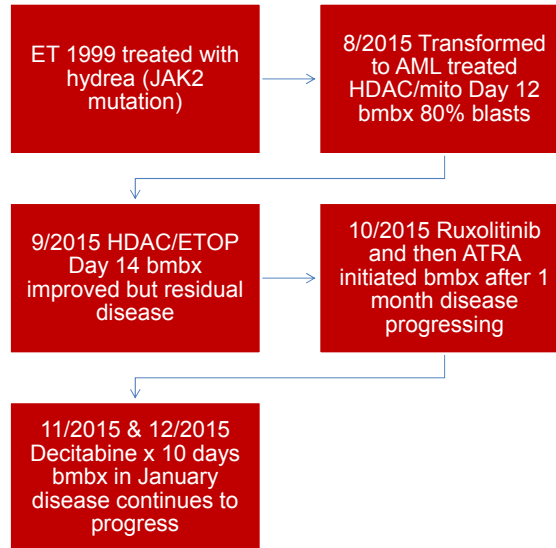 ET 1999 treated with
hydrea (JAK2
mutation)
8/2015 Transformed
to AML treated
HDAC/mito Day 12
bmbx 80% blasts
9/2015 HDAC/ETOP
Day 14 bmbx
improved but residual
disease
10/2015 Ruxolitinib
and then ATRA
initiated bmbx after 1
month disease
progressing
11/2015 & 12/2015
Decitabine x 10 days
bmbx in January
disease continues to
progress